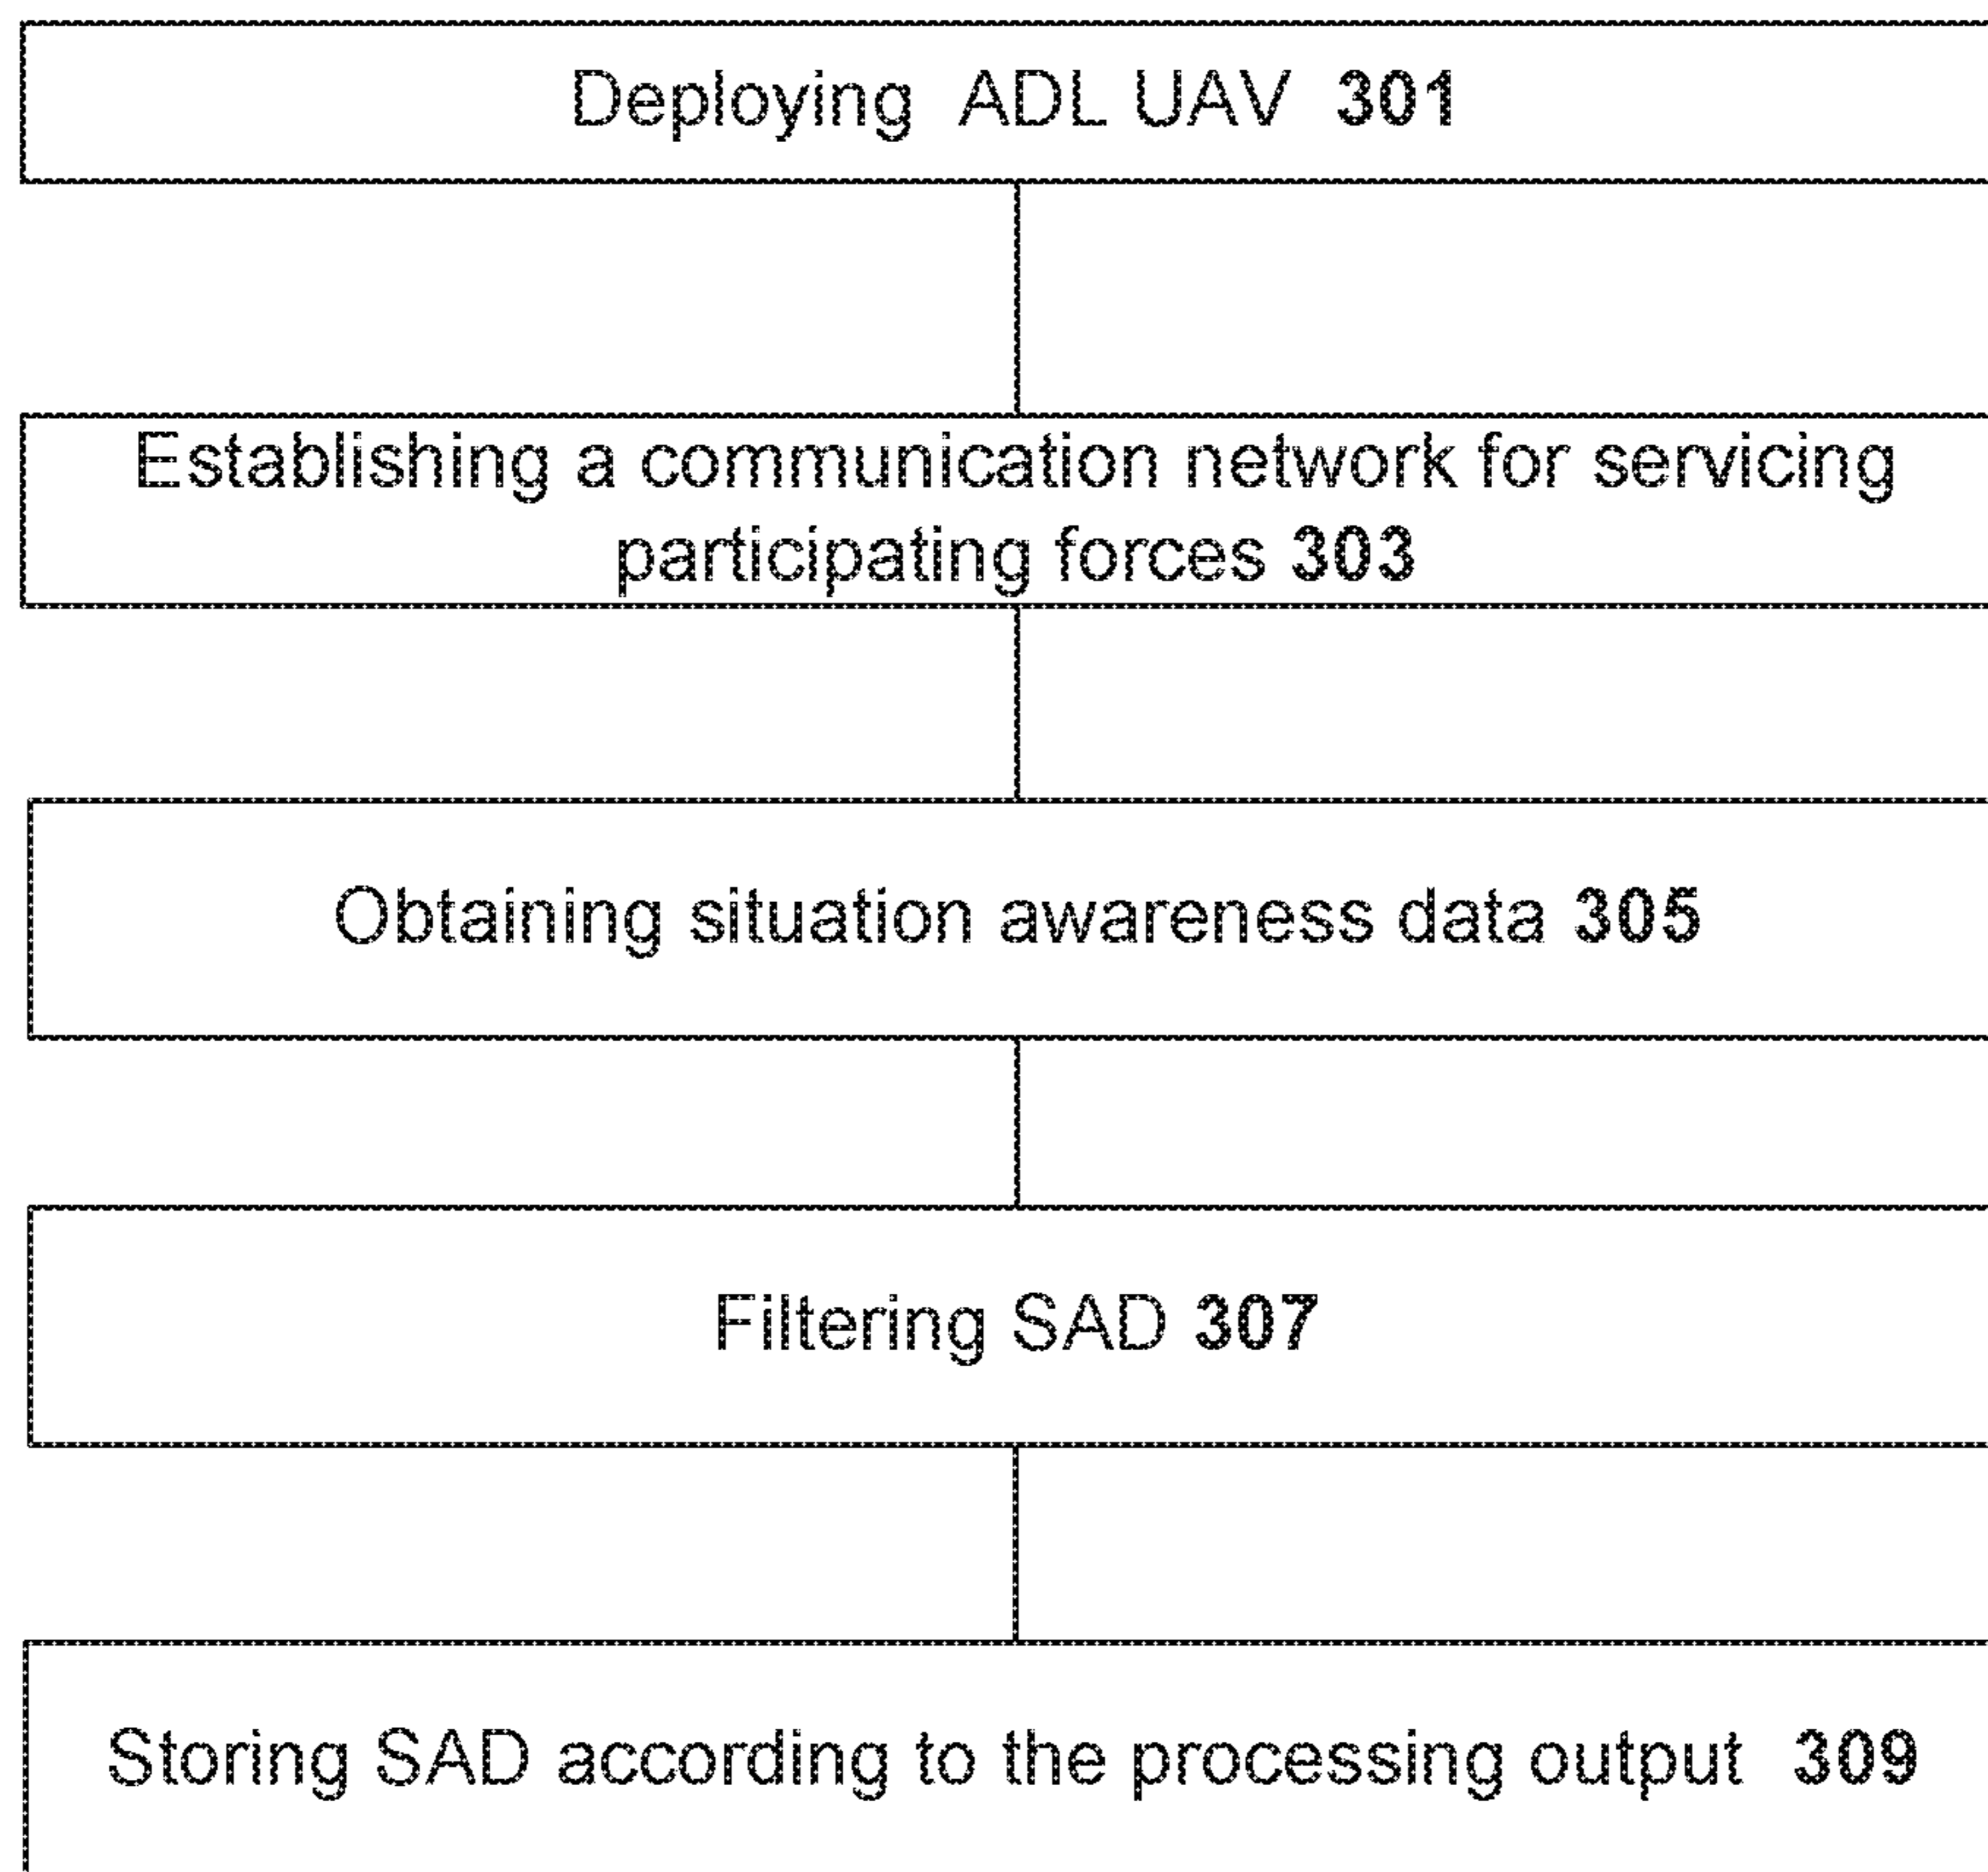 Deploying ADL UAV 301
Establishing a communication network for servicing
participating forces 303
Obtaining situation awareness data 305
Filtering SAD 307
Storing SAD according to the processing output 309